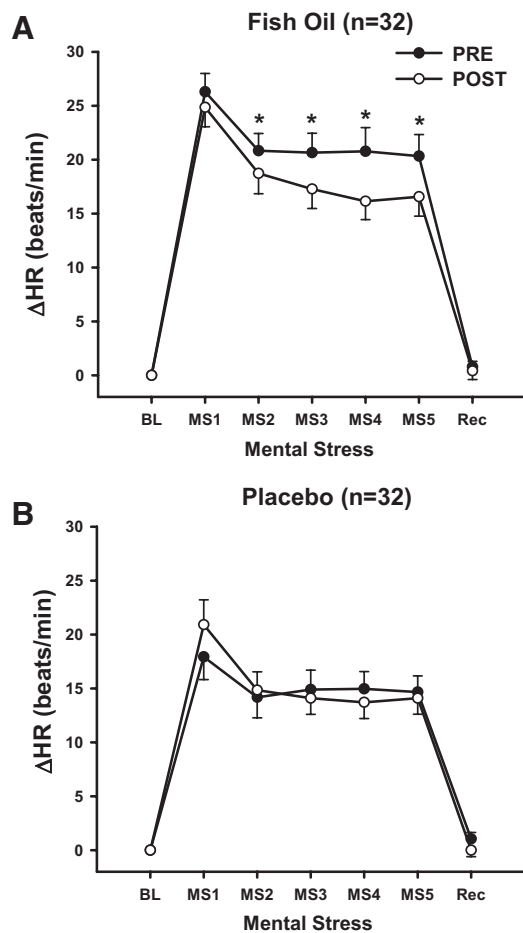 A
Fish Oil (n=32)
PRE
POST
30
25
20
15
10
5
0
ΔHR (beats/min)
* * * *
BL MS1 MS2 MS3 MS4 MS5 Rec
Mental Stress
B
Placebo (n=32)
30
25
20
15
10
5
0
ΔHR (beats/min)
BL MS1 MS2 MS3 MS4 MS5 Rec
Mental Stress